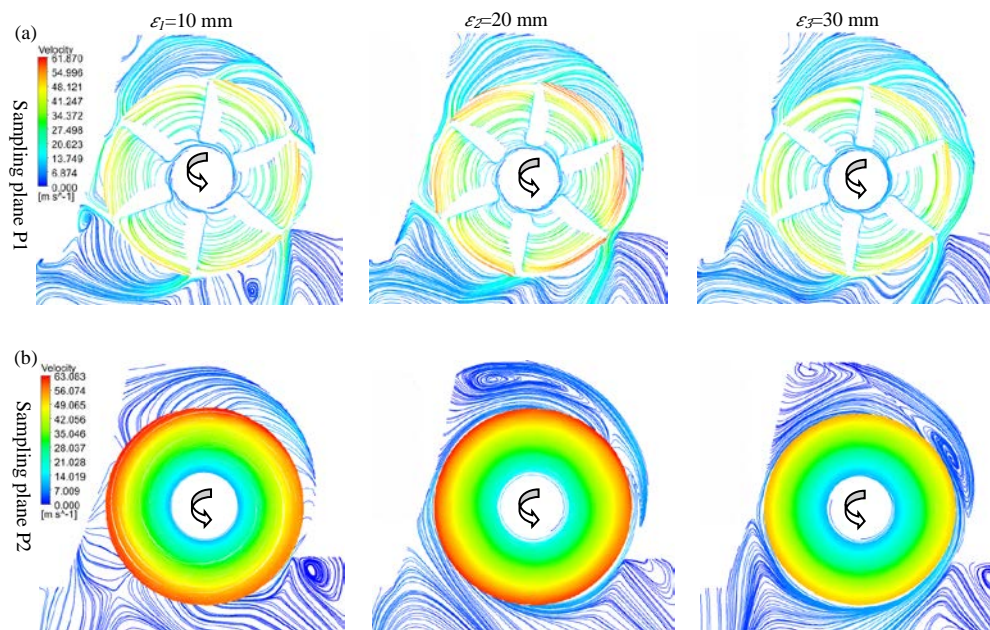 ε1=10 mm
ε2=20 mm
ε3=30 mm
(a)
Velocity
61.870
54.996
48.121
41.247
34.372
27.498
20.623
13.749
6.874
0.000
[m s^-1]
Sampling plane P1
(b)
Velocity
63.083
56.074
49.065
42.056
35.046
28.037
21.028
14.019
7.009
0.000
[m s^-1]
Sampling plane P2